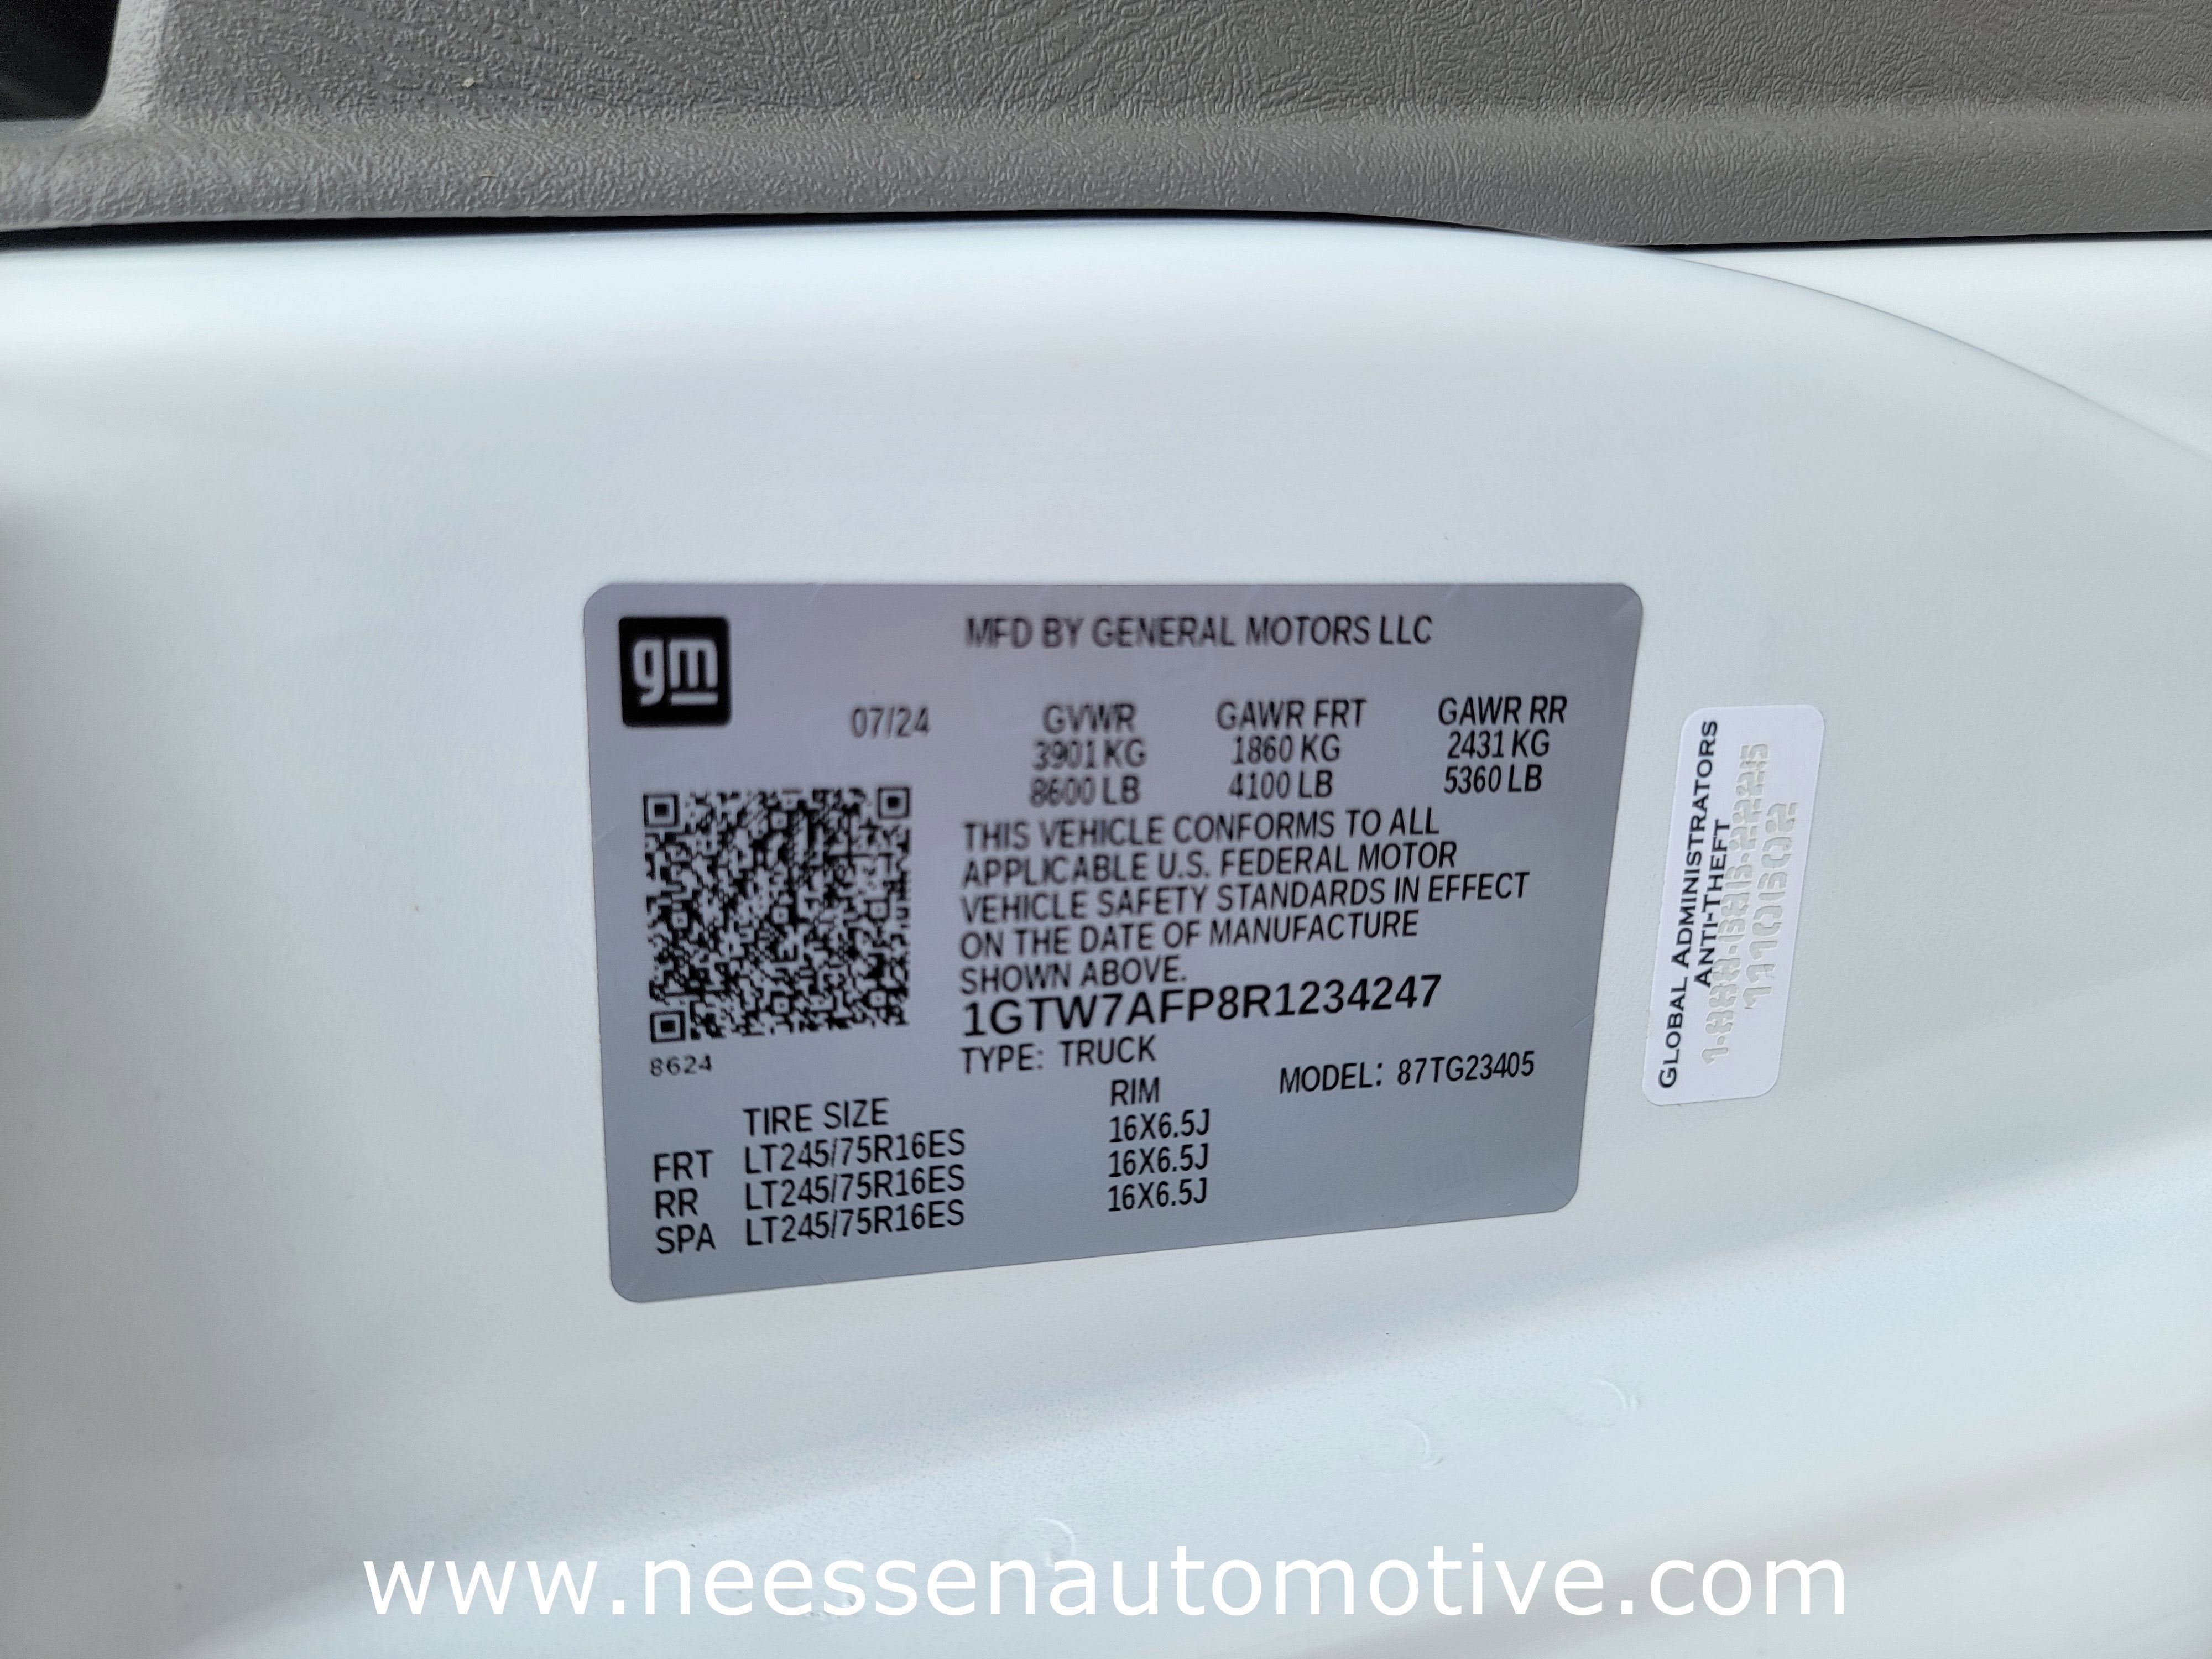 gm
MFD BY GENERAL MOTORS LLC
07/24 GVWR GAWR FRT GAWR RR
3901 KG 1860 KG 2431 KG
8600 LB 4100 LB 5360 LB
THIS VEHICLE CONFORMS TO ALL
APPLICABLE U.S. FEDERAL MOTOR
VEHICLE SAFETY STANDARDS IN EFFECT
ON THE DATE OF MANUFACTURE
SHOWN ABOVE.
1GTW7AFP8R1234247
8624
TYPE: TRUCK
MODEL: 87TG23405
TIRE SIZE RIM
FRT LT245/75R16ES 16X6.5J
RR LT245/75R16ES 16X6.5J
SPA LT245/75R16ES 16X6.5J
GLOBAL ADMINISTRATORS
ANTI-THEFT
www.neessenautomotive.com